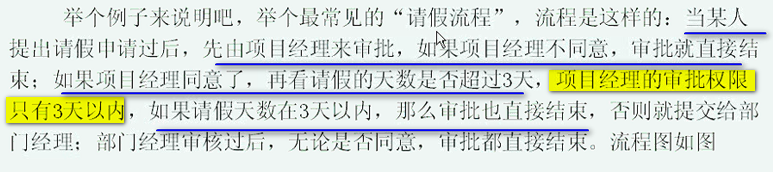 举个例子来说明吧，举个最常见的“请假流程”，流程是这样的：当某人
提出请假申请过后，先由项目经理来审批，如果项目经理不同意，审批就直接结
束；如果项目经理同意了，再看请假的天数是否超过3天，项目经理的审批权限
只有3天以内，如果请假天数在3天以内，那么审批也直接结束，否则就提交给部
门经理；部门经理审核过后，无论是否同意，审批都直接结束。流程图如图